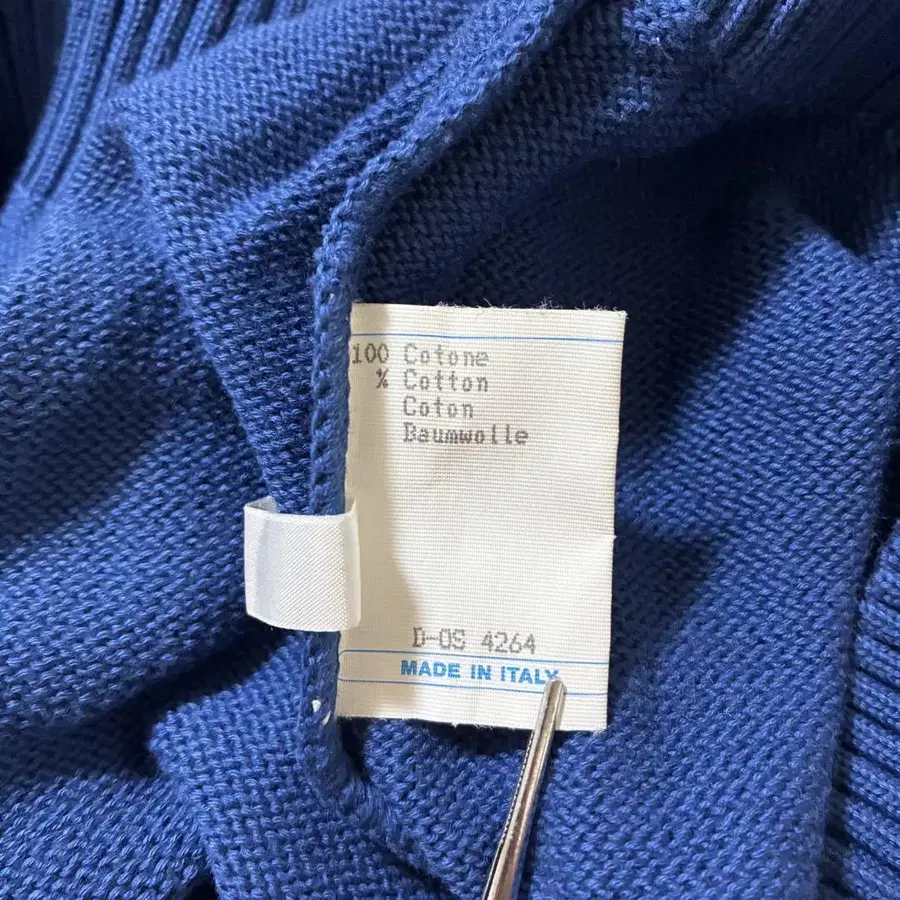 100 Cotone
% Cotton
Coton
Baumwolle
D-OS 4264
MADE IN ITALY